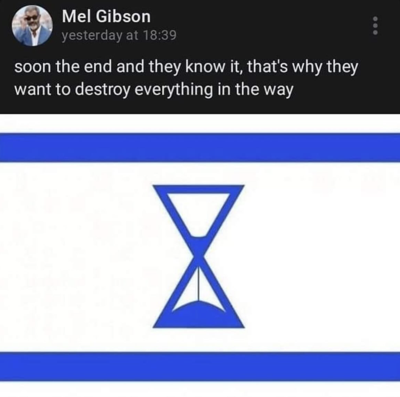 Mel Gibson
yesterday at 18:39
soon the end and they know it, that's why they
want to destroy everything in the way